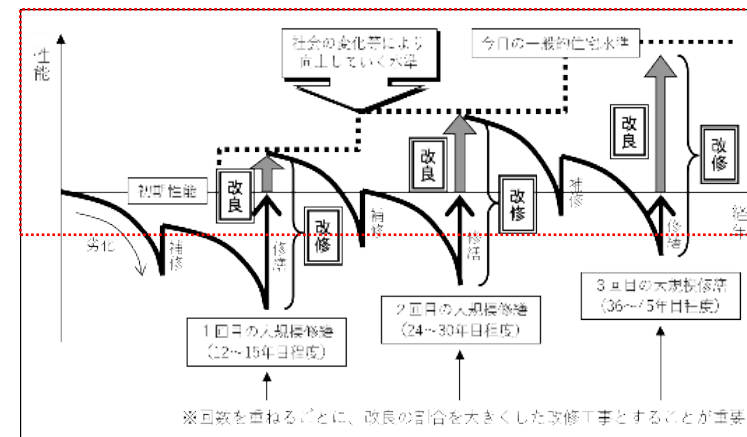 性能
社会の変化等により
向上していく水準
今日の一般的住宅水準
初期性能
改良
改良
改良
改修
改修
改修
劣化
補修
修繕
補修
修繕
補修
修繕
経年
1回目の大規模修繕
(12～15年目程度)
2回目の大規模修繕
(24～30年目程度)
3回目の大規模修繕
※回数を重ねるごとに、改良の割合を大きくした改修工事とすることが重要